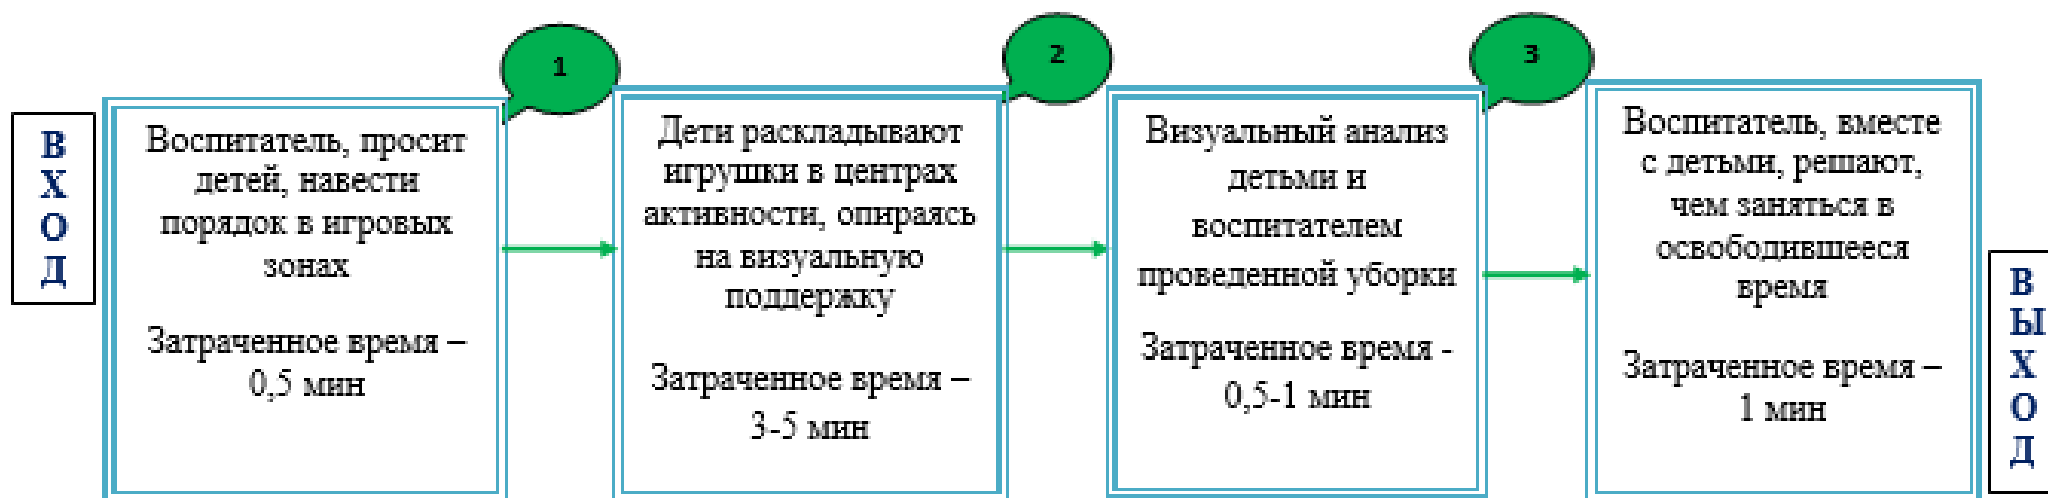 ВХОД
Воспитатель, просит
детей, навести
порядок в игровых
зонах
Затраченное время –
0,5 мин
1
Дети раскладывают
игрушки в центрах
активности, опираясь
на визуальную
поддержку
Затраченное время –
3-5 мин
2
Визуальный анализ
детьми и
воспитателем
проведенной уборки
Затраченное время -
0,5-1 мин
3
Воспитатель, вместе
с детьми, решают,
чем заняться в
освободившееся
время
Затраченное время –
1 мин
ВЫХОД